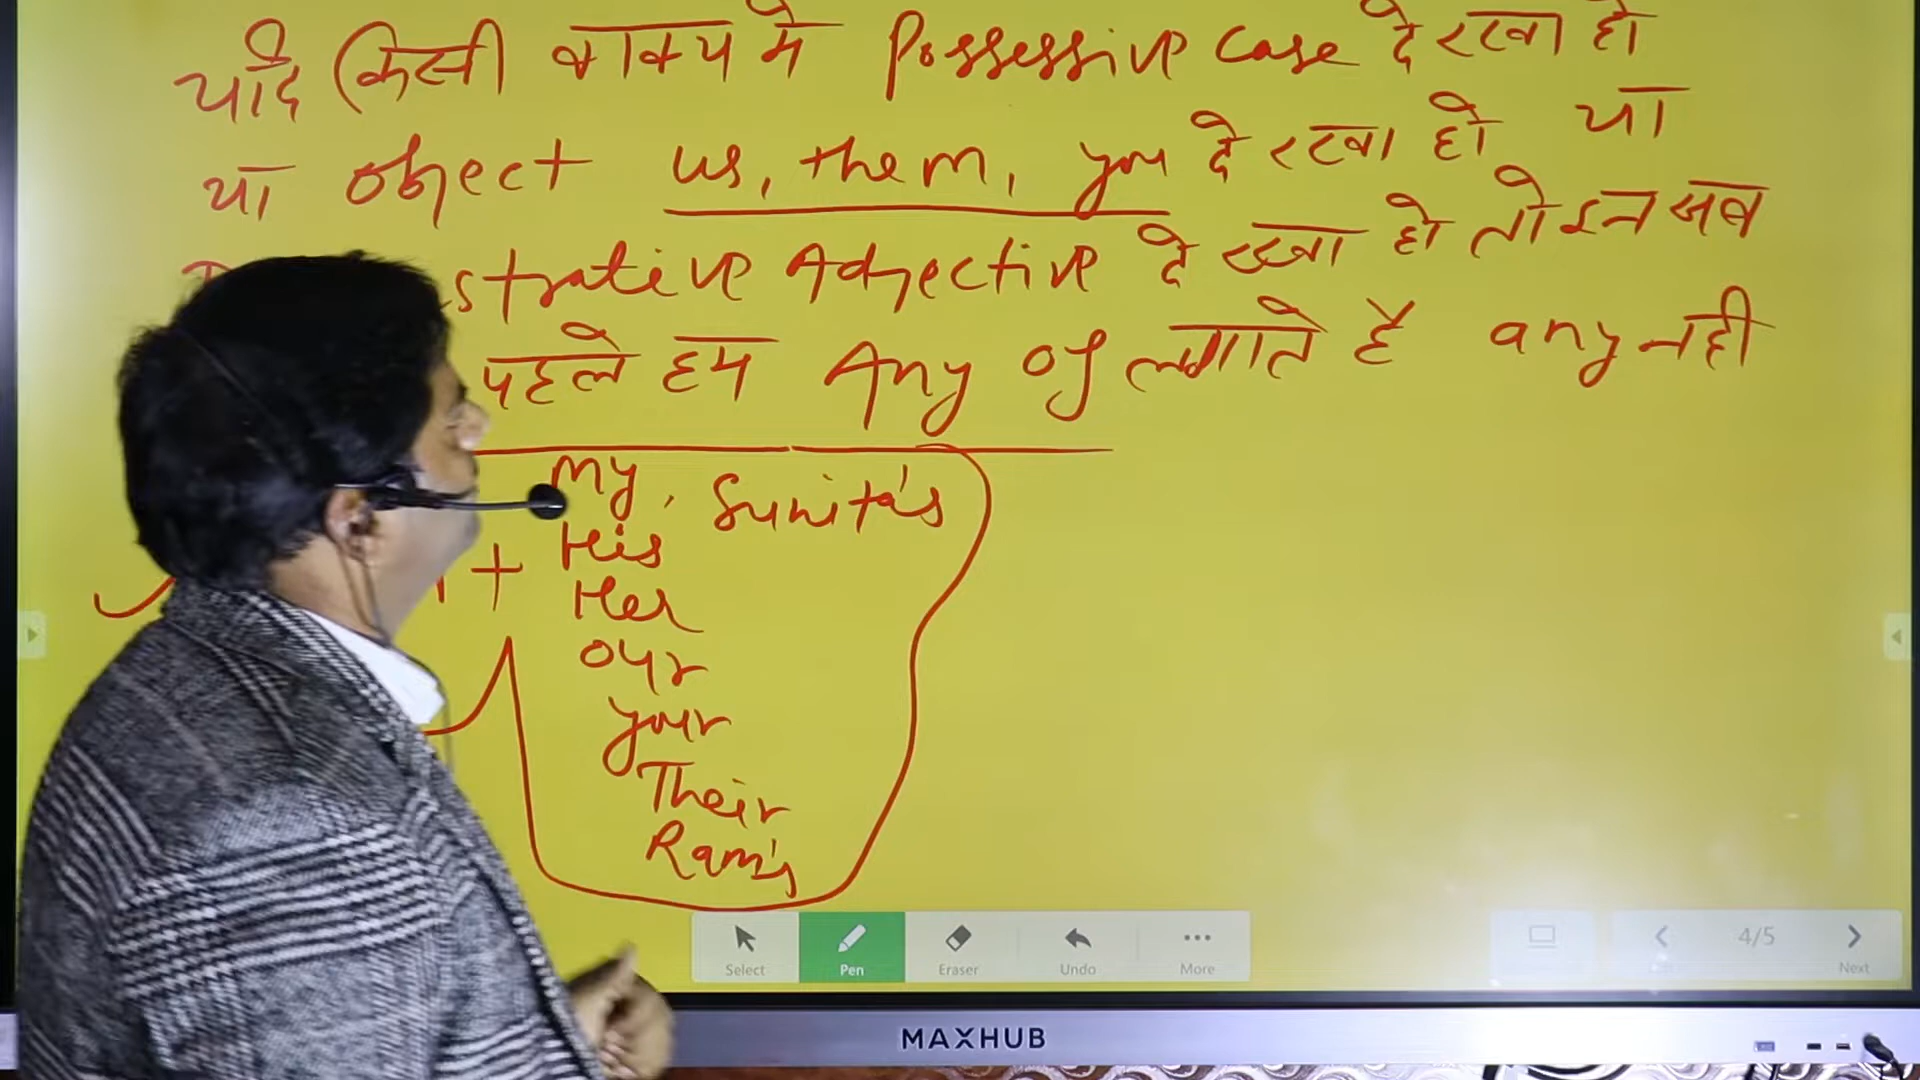 यदि किसी वाक्य में Possessive Case दे रखा हो
या object us, them, you दे रखा हो या
strative Adjective दे रखा हो तो इन सब
पहले हम Any of लगाते है any नही
My, Sunita's
+ His
Her
our
your
Their
Ram's
Select Pen Eraser Undo More
4/5 Next
MAXHUB